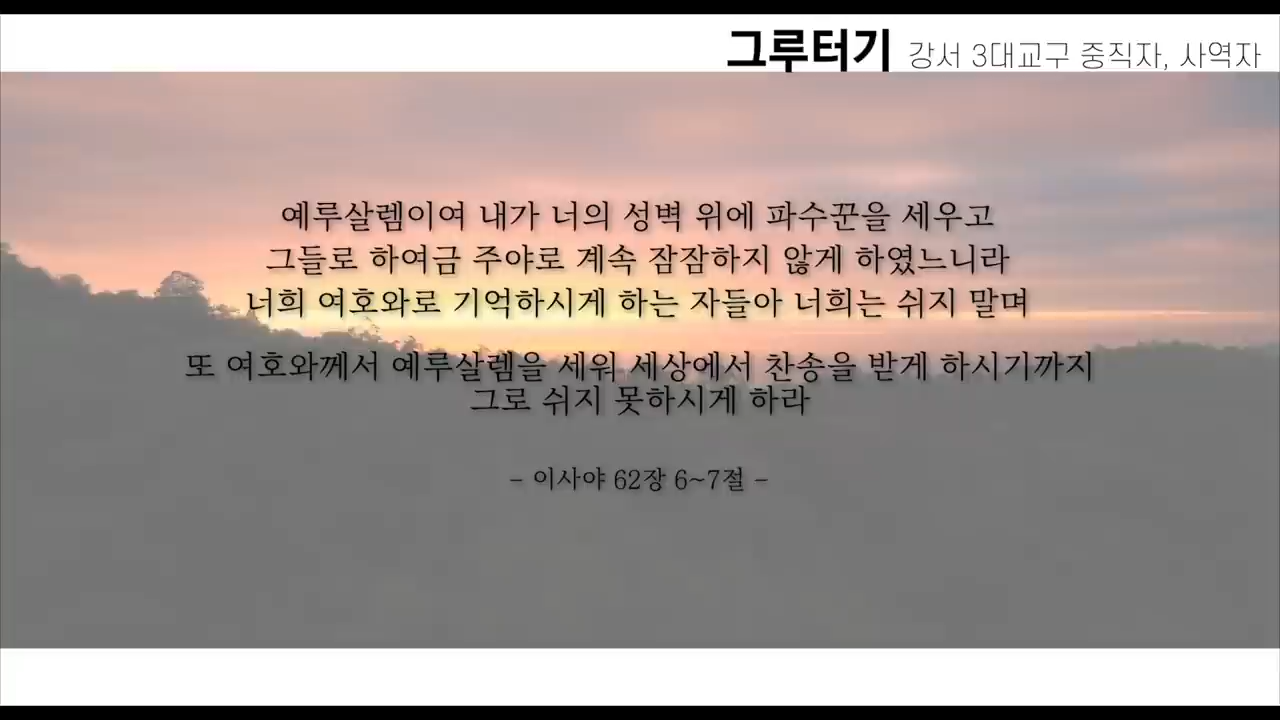 그루터기 강서 3대교구 중직자, 사역자
예루살렘이여 내가 너의 성벽 위에 파수꾼을 세우고
그들로 하여금 주야로 계속 잠잠하지 않게 하였느니라
너희 여호와로 기억하시게 하는 자들아 너희는 쉬지 말며
또 여호와께서 예루살렘을 세워 세상에서 찬송을 받게 하시기까지
그로 쉬지 못하시게 하라
– 이사야 62장 6~7절 –